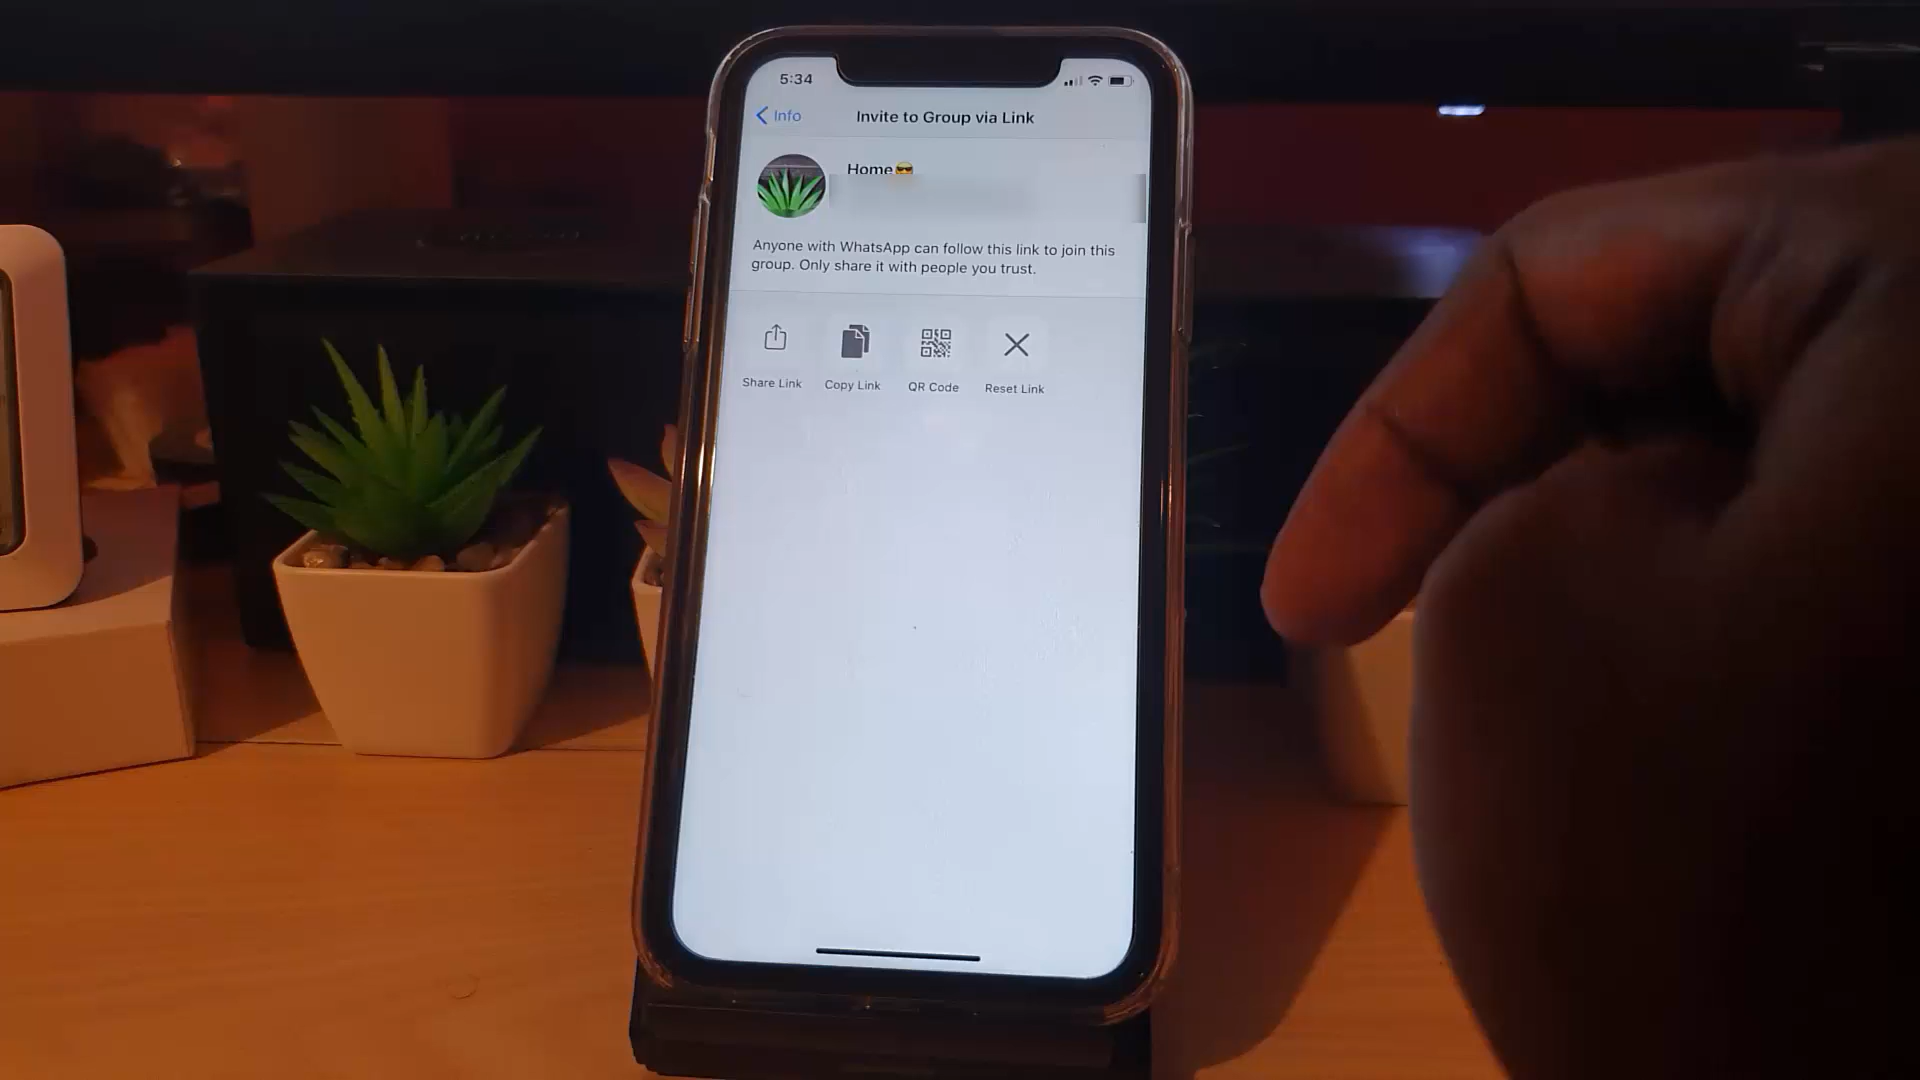 5:34
Info
Invite to Group via Link
Home😎
Anyone with WhatsApp can follow this link to join this
group. Only share it with people you trust.
Share Link
Copy Link
QR Code
Reset Link